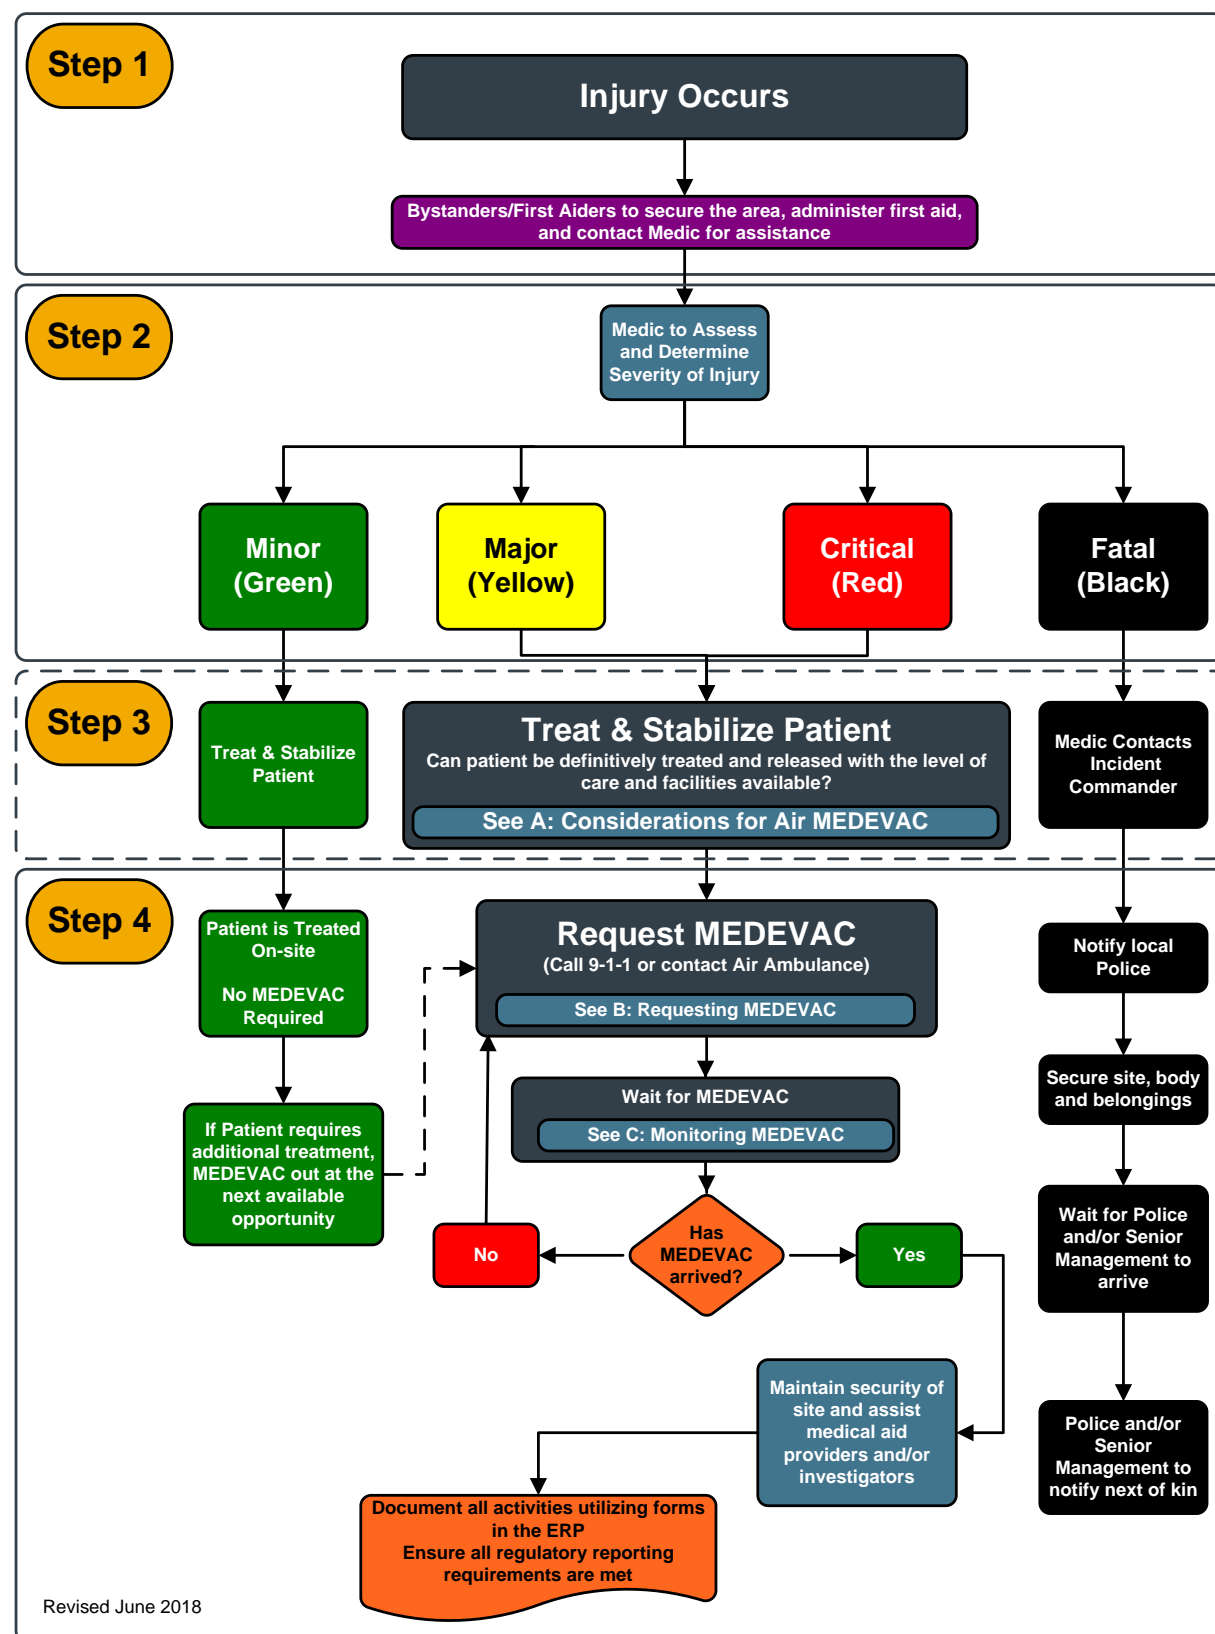 Step 1
Injury Occurs
Bystanders/First Aiders to secure the area, administer first aid,
and contact Medic for assistance
Step 2
Medic to Assess
and Determine
Severity of Injury
Minor
(Green)
Major
(Yellow)
Critical
(Red)
Fatal
(Black)
Step 3
Treat & Stabilize
Patient
Treat & Stabilize Patient
Can patient be definitively treated and released with the level of
care and facilities available?
See A: Considerations for Air MEDEVAC
Medic Contacts
Incident
Commander
Step 4
Patient is Treated
On-site
No MEDEVAC
Required
Request MEDEVAC
(Call 9-1-1 or contact Air Ambulance)
See B: Requesting MEDEVAC
Notify local
Police
Wait for MEDEVAC
See C: Monitoring MEDEVAC
Secure site, body
and belongings
If Patient requires
additional treatment,
MEDEVAC out at the
next available
opportunity
No
Has
MEDEVAC
arrived?
Yes
Wait for Police
and/or Senior
Management to
arrive
Maintain security of
site and assist
medical aid
providers and/or
investigators
Police and/or
Senior
Management to
notify next of kin
Document all activities utilizing forms
in the ERP
Ensure all regulatory reporting
requirements are met
Revised June 2018